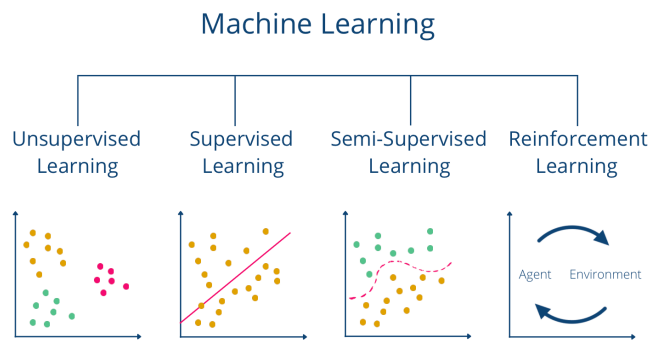 Machine Learning
Unsupervised
Learning
Supervised
Learning
Semi-Supervised
Learning
Reinforcement
Learning
Agent
Environment